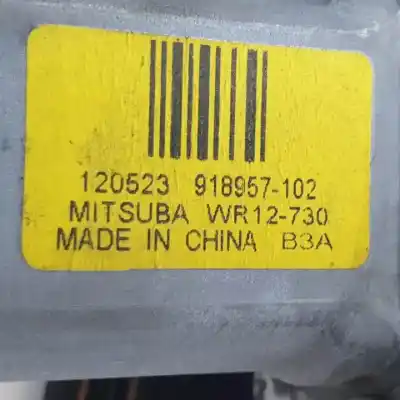 120523 918957-102
MITSUBA WR12-730
MADE IN CHINA B3A